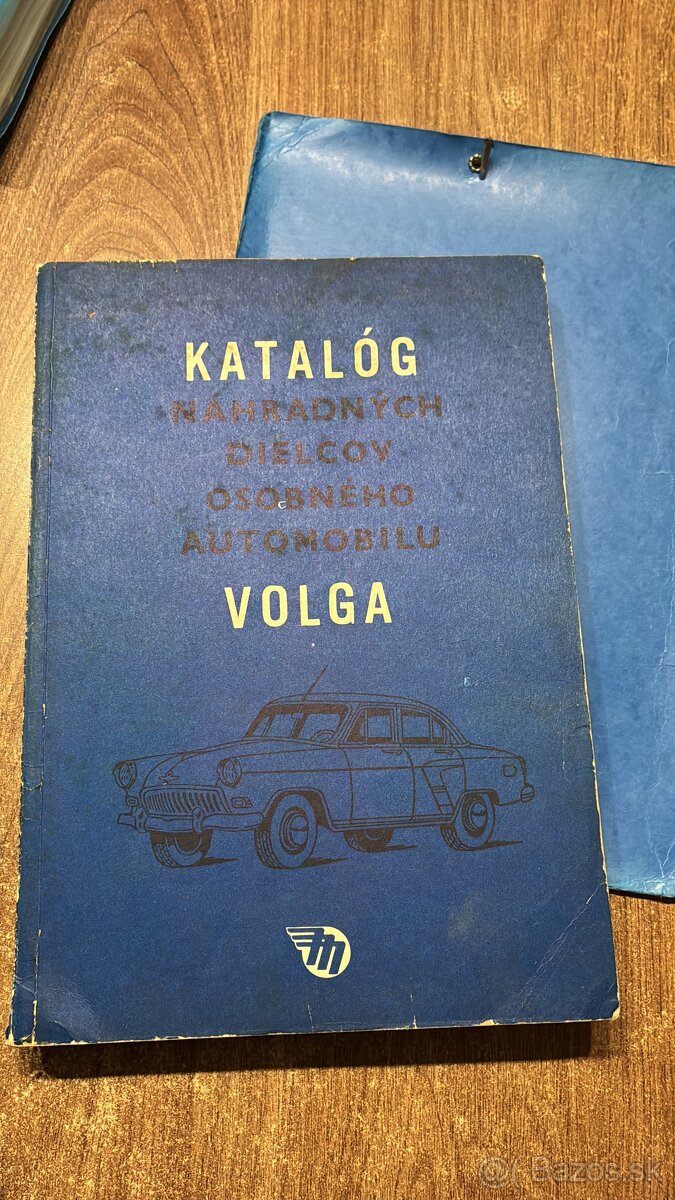 KATALÓG
NÁHRADNÝCH
DIELCOV
OSOBNÉHO
AUTOMOBILU
VOLGA
m
Bazos.sk